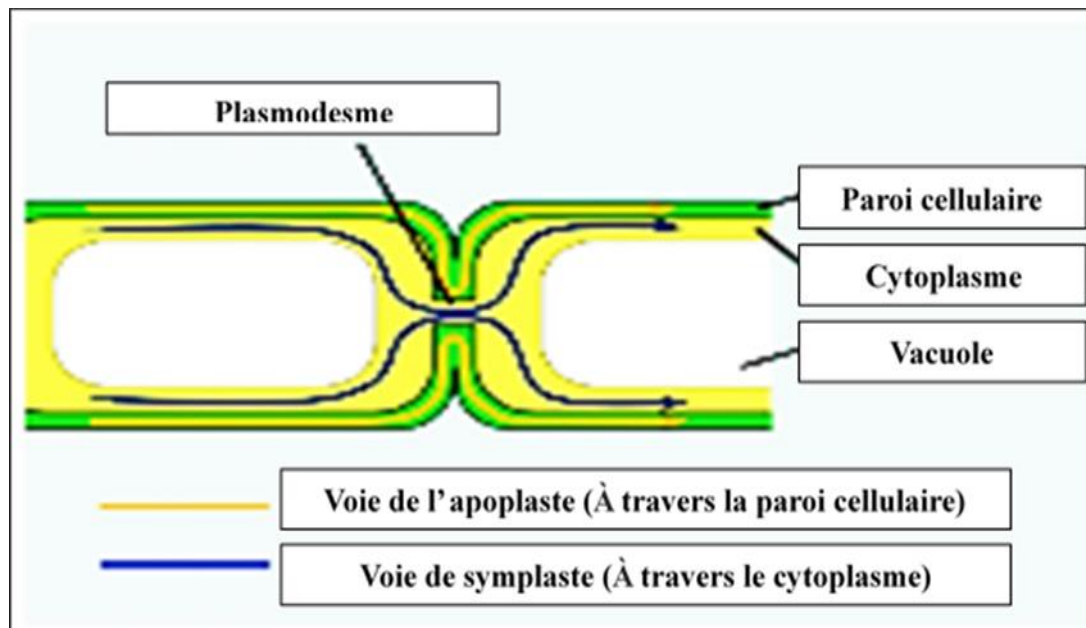 Plasmodesme
Paroi cellulaire
Cytoplasme
Vacuole
Voie de l'apoplaste (À travers la paroi cellulaire)
Voie de symplaste (À travers le cytoplasme)